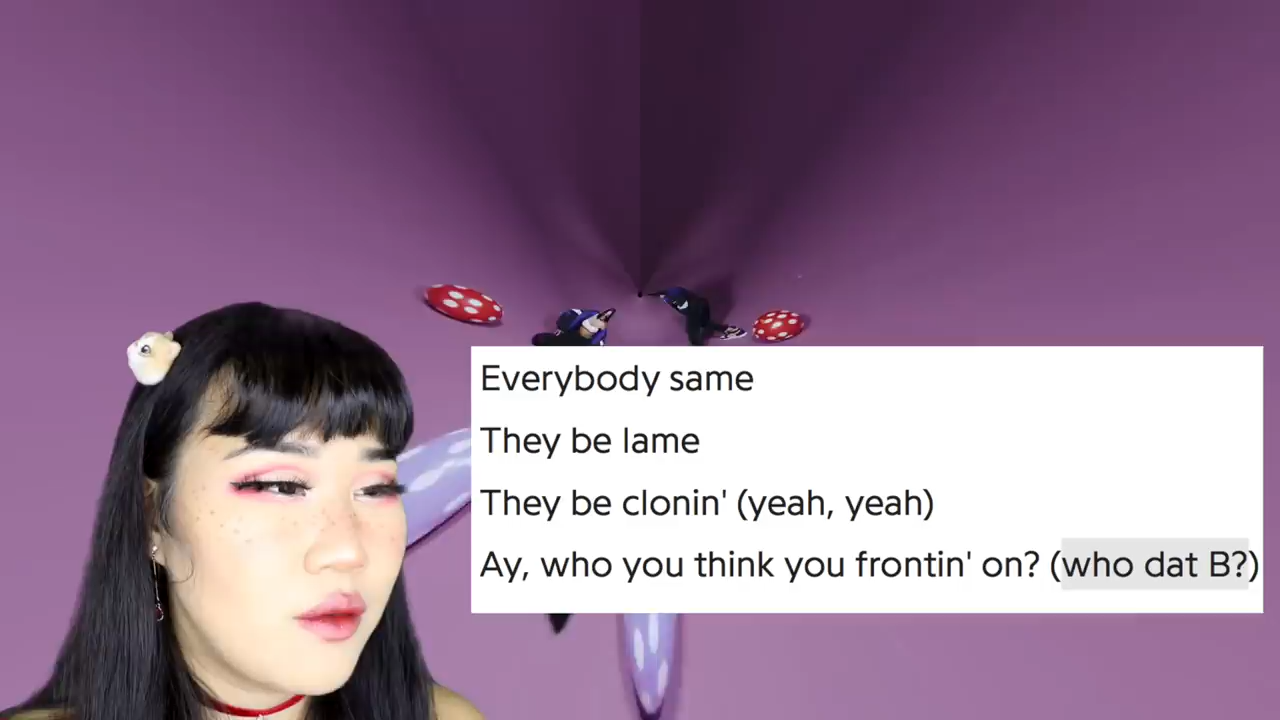 Everybody same
They be lame
They be clonin' (yeah, yeah)
Ay, who you think you frontin' on? (who dat B?)